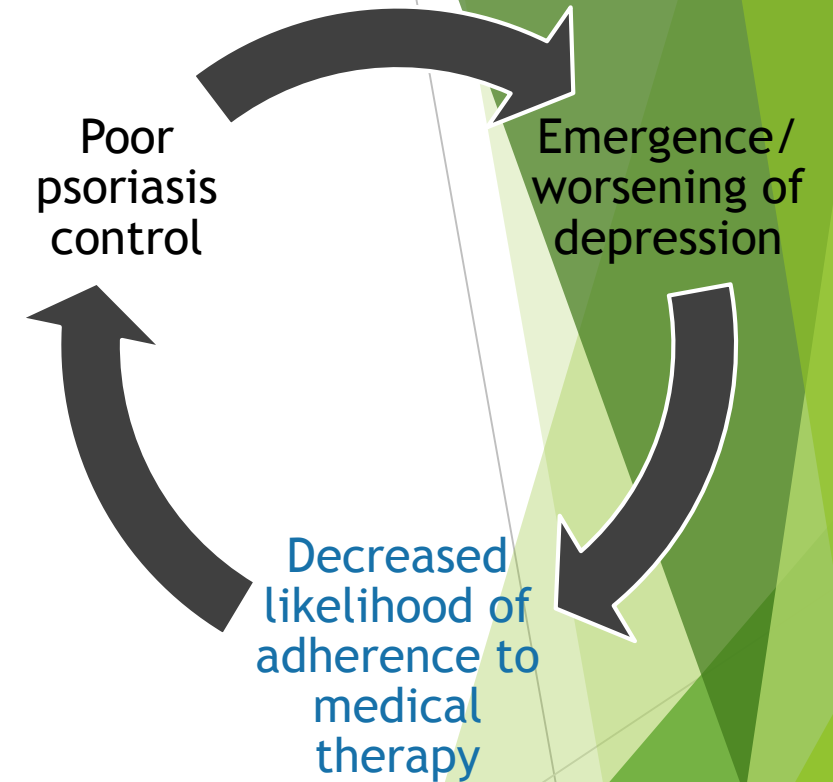 Poor
psoriasis
control
Emergence/
worsening of
depression
Decreased
likelihood of
adherence to
medical
therapy